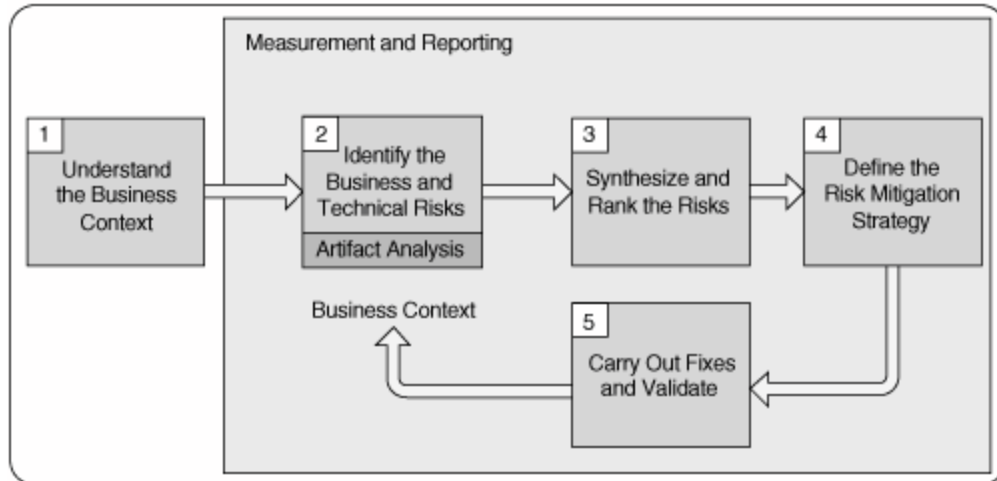 Measurement and Reporting
1
Understand
the Business
Context
2
Identify the
Business and
Technical Risks
Artifact Analysis
3
Synthesize and
Rank the Risks
4
Define the
Risk Mitigation
Strategy
Business Context
5
Carry Out Fixes
and Validate